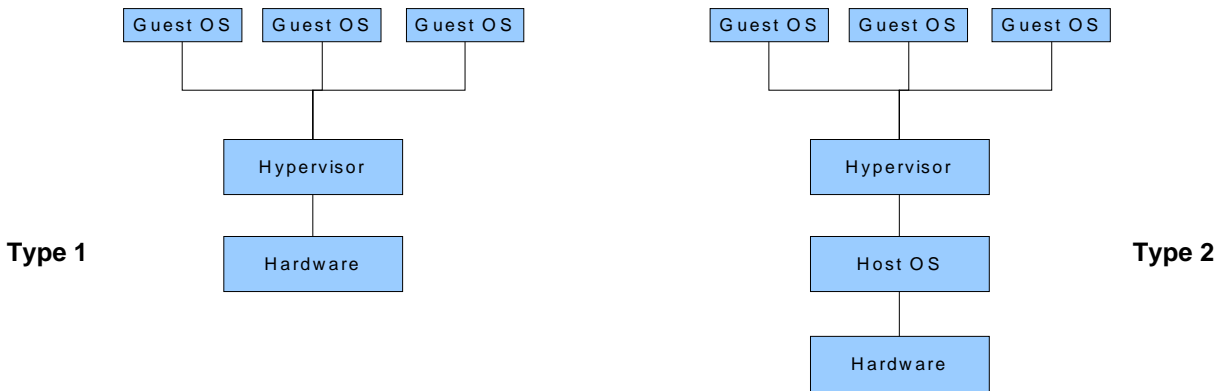 Guest OS Guest OS Guest OS
Hypervisor
Hardware
Type 1
Guest OS Guest OS Guest OS
Hypervisor
Host OS
Hardware
Type 2